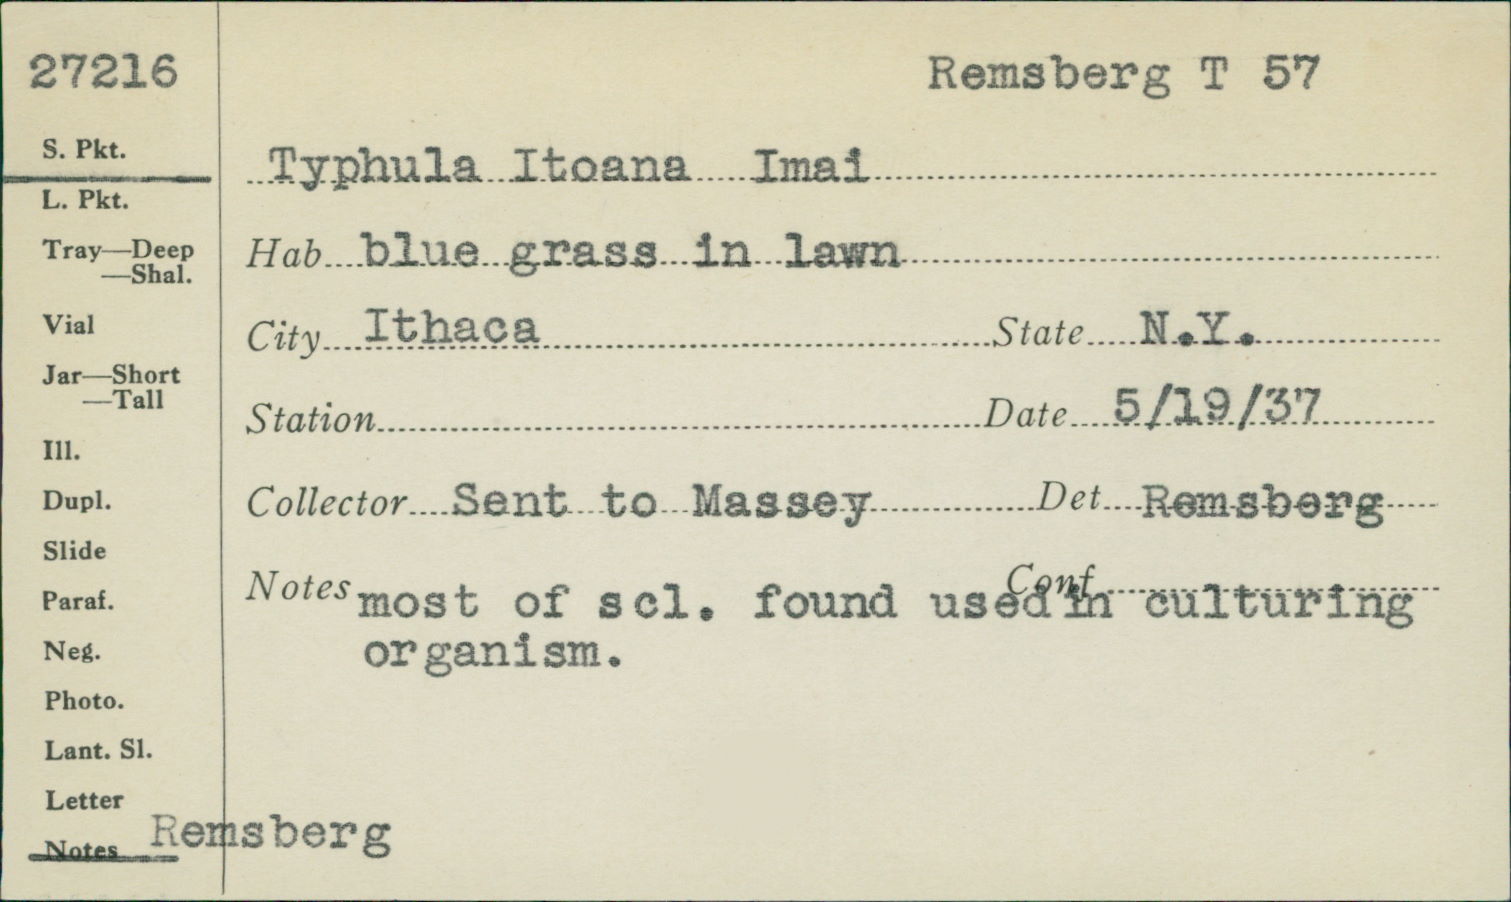 27216 Remsberg T 57
S. Pkt.
L. Pkt.
Tray—Deep
—Shal.
Vial
Jar—Short
—Tall
Ill.
Dupl.
Slide
Paraf.
Neg.
Photo.
Lant. Sl.
Letter
Notes Remsberg
Typhula Itoana Imai
Hab blue grass in lawn
City Ithaca State N.Y.
Station Date 5/19/37
Collector Sent to Massey Det Remsberg
Conf
Notes most of scl. found used in culturing
organism.